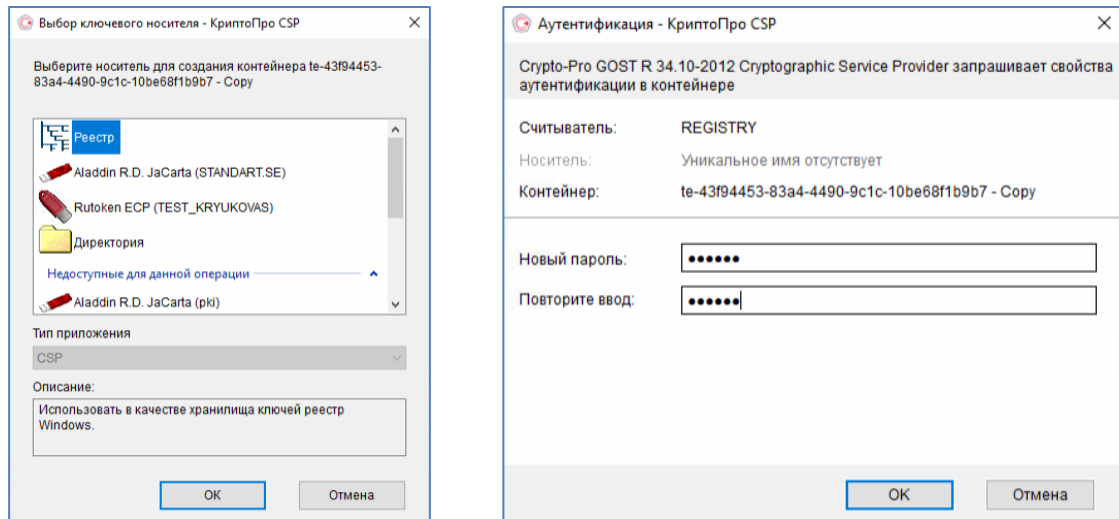 Выбор ключевого носителя - КриптоПро CSP
Выберите носитель для создания контейнера te-43f94453-
83a4-4490-9c1c-10be68f1b9b7 - Copy
Реестр
Aladdin R.D. JaCarta (STANDART.SE)
Rutoken ECP (TEST_KRYUKOVAS)
Директория
Недоступные для данной операции
Aladdin R.D. JaCarta (pki)
Тип приложения
CSP
Описание:
Использовать в качестве хранилища ключей реестр
Windows.
ОК
Отмена
Аутентификация - КриптоПро CSP
Crypto-Pro GOST R 34.10-2012 Cryptographic Service Provider запрашивает свойства
аутентификации в контейнере
Считыватель: REGISTRY
Носитель: Уникальное имя отсутствует
Контейнер: te-43f94453-83a4-4490-9c1c-10be68f1b9b7 - Copy
Новый пароль: ••••••
Повторите ввод: ••••••
ОК
Отмена